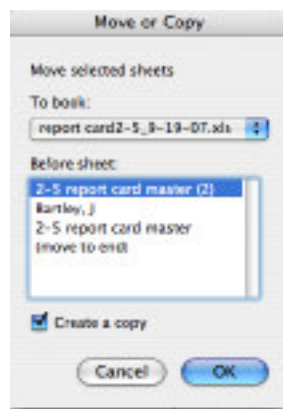 Move or Copy
Move selected sheets
To book:
report card2-5_9-19-07.xls
Before sheet:
2-5 report card master (2)
Bartley, J
2-5 report card master
(move to end)
Create a copy
Cancel
OK